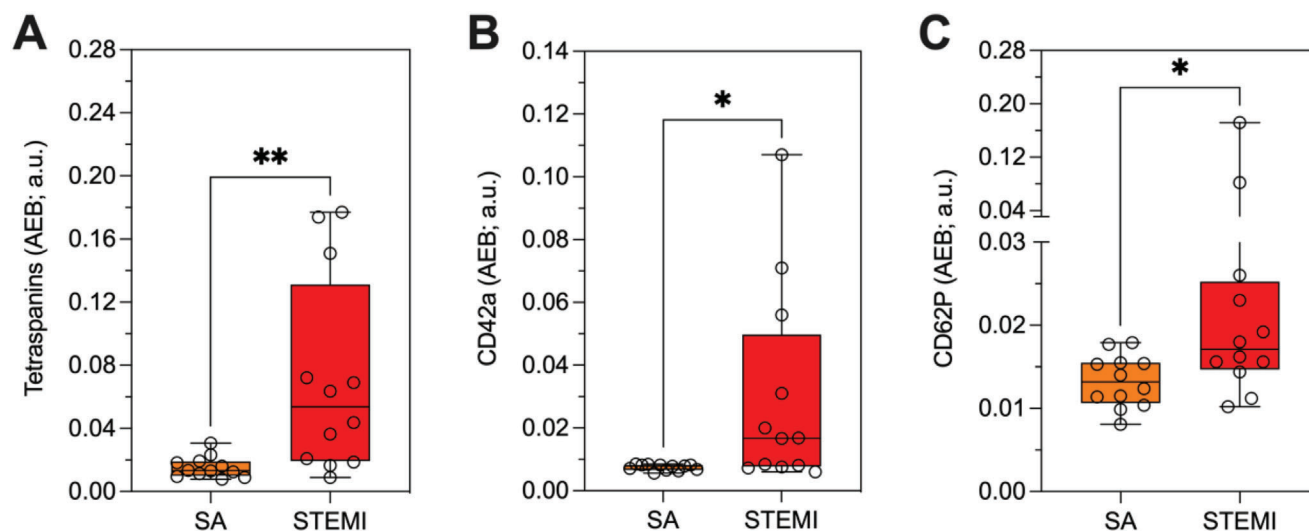 A
Tetraspanins (AEB; a.u.)
0.28
0.24
0.20
0.16
0.12
0.08
0.04
0.00
**
SA
STEMI
B
CD42a (AEB; a.u.)
0.14
0.12
0.10
0.08
0.06
0.04
0.02
0.00
*
SA
STEMI
C
CD62P (AEB; a.u.)
0.28
0.20
0.12
0.04
0.03
0.02
0.01
0.00
*
SA
STEMI